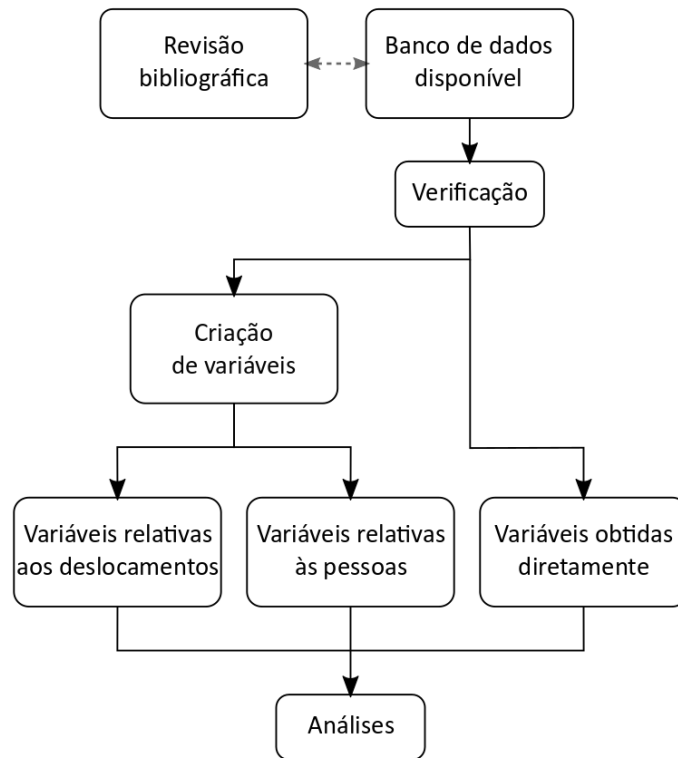 Revisão
bibliográfica
Banco de dados
disponível
Verificação
Criação
de variáveis
Variáveis relativas
aos deslocamentos
Variáveis relativas
às pessoas
Variáveis obtidas
diretamente
Análises